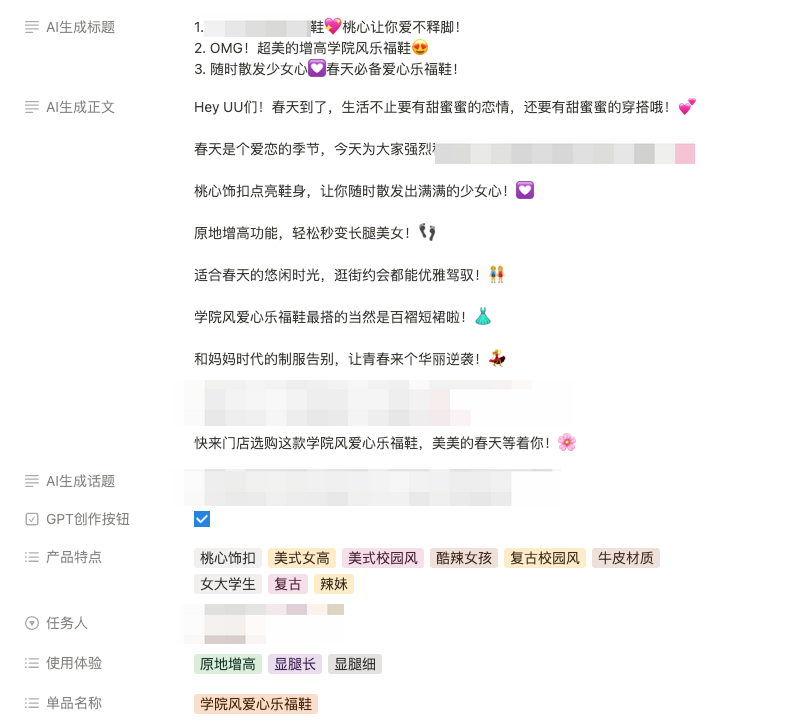 AI生成标题
1.鞋💖桃心让你爱不释脚!
2. OMG! 超美的增高学院风乐福鞋😍
3. 随时散发少女心💟春天必备爱心乐福鞋!
AI生成正文
Hey UU们! 春天到了, 生活不止要有甜蜜蜜的恋情, 还要有甜蜜蜜的穿搭哦! 💕
春天是个爱恋的季节, 今天为大家强烈
桃心饰扣点亮鞋身, 让你随时散发出满满的少女心! 💟
原地增高功能, 轻松秒变长腿美女! 👣
适合春天的悠闲时光, 逛街约会都能优雅驾驭! 👭
学院风爱心乐福鞋最搭的当然是百褶短裙啦! 👗
和妈妈时代的制服告别, 让青春来个华丽逆袭! 💃
快来门店选购这款学院风爱心乐福鞋, 美美的春天等着你! 🌸
AI生成话题
GPT创作按钮
产品特点
桃心饰扣 美式女高 美式校园风 酷辣女孩 复古校园风 牛皮材质
女大学生 复古 辣妹
任务人
使用体验
原地增高 显腿长 显腿细
单品名称
学院风爱心乐福鞋